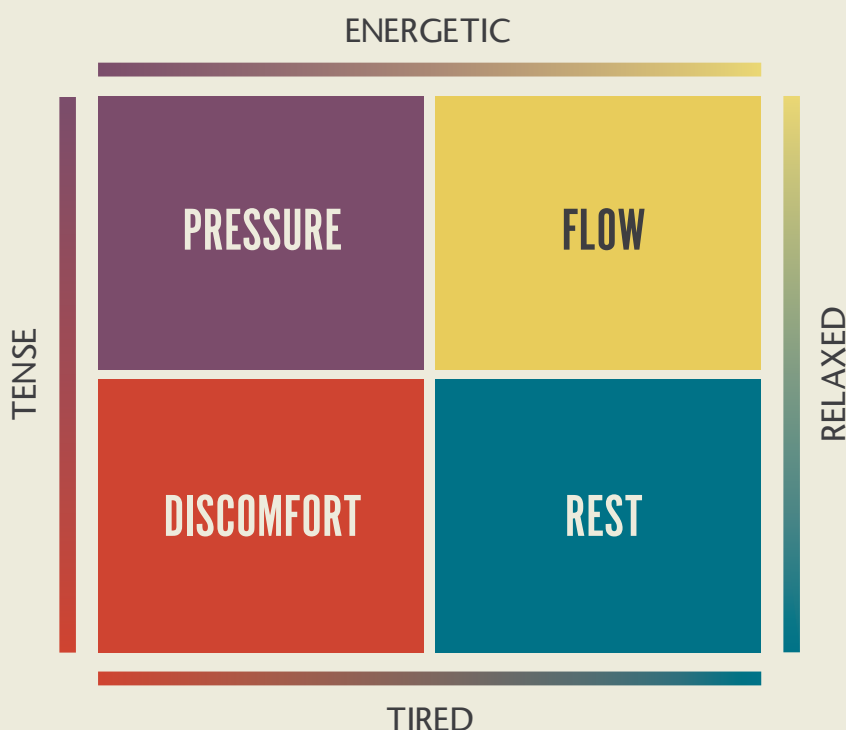 ENERGETIC
PRESSURE
FLOW
TENSE
RELAXED
DISCOMFORT
REST
TIRED